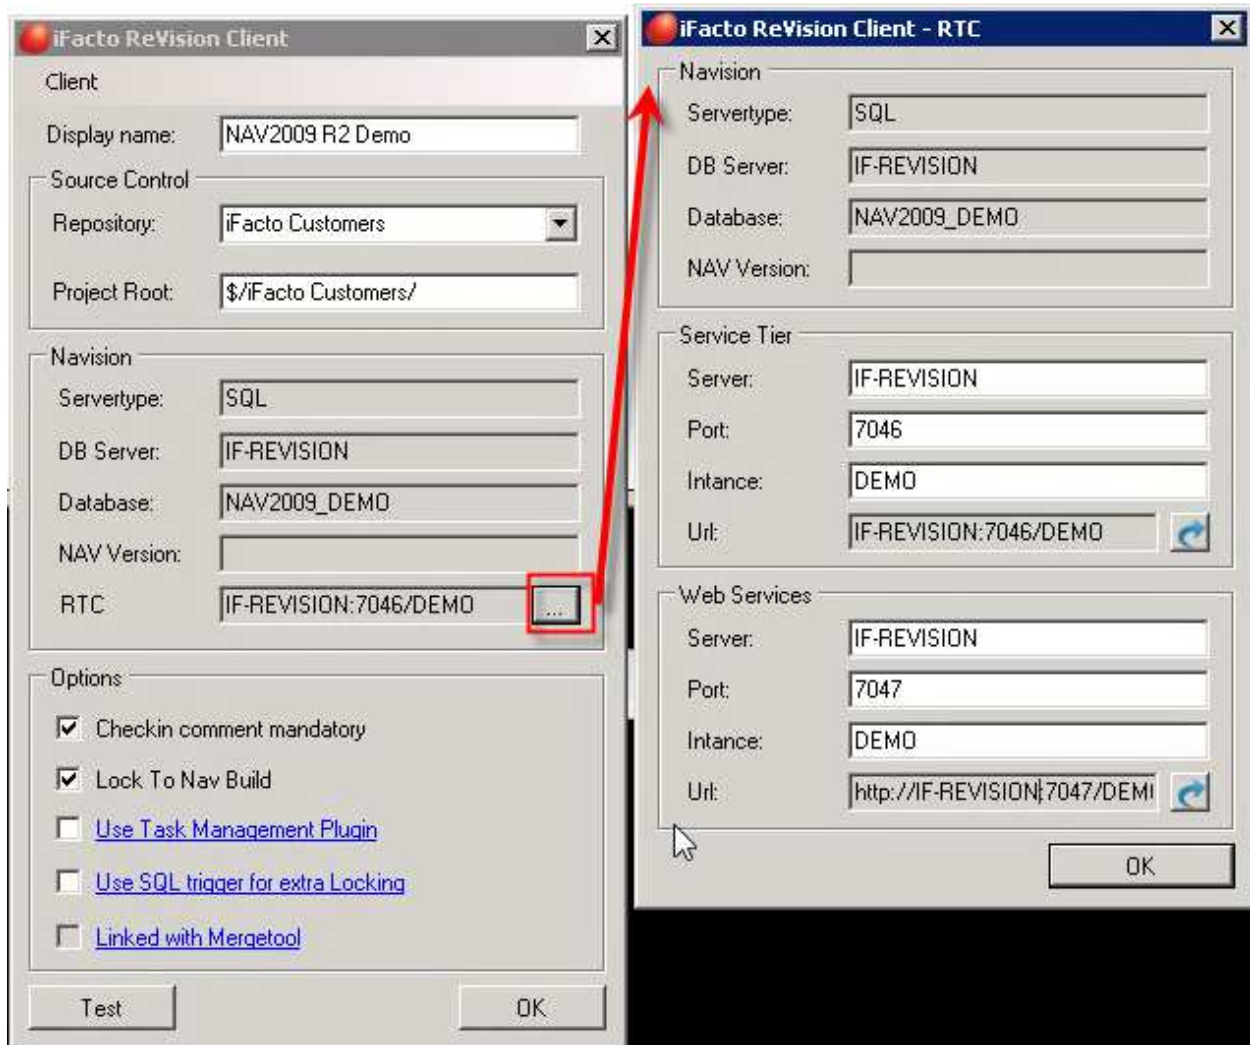 iFacto ReVision Client
Client
Display name: NAV2009 R2 Demo
Source Control
Repository: iFacto Customers
Project Root: $/iFacto Customers/
Navision
Servertype: SQL
DB Server: IF-REVISION
Database: NAV2009_DEMO
NAV Version:
RTC IF-REVISION:7046/DEMO ...
Options
Checkin comment mandatory
Lock To Nav Build
Use Task Management Plugin
Use SQL trigger for extra Locking
Linked with Mergetool
Test OK
iFacto ReVision Client - RTC
Navision
Servertype: SQL
DB Server: IF-REVISION
Database: NAV2009_DEMO
NAV Version:
Service Tier
Server: IF-REVISION
Port: 7046
Intance: DEMO
Url: IF-REVISION:7046/DEMO
Web Services
Server: IF-REVISION
Port: 7047
Intance: DEMO
Url: http://IF-REVISION:7047/DEM
OK